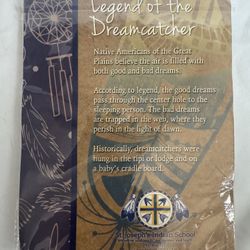 Legend of the
Dreamcatcher
Native Americans of the Great
Plains believe the air is filled with
both good and bad dreams.
According to legend, the good dreams
pass through the center hole to the
sleeping person. The bad dreams
are trapped in the web, where they
perish in the light of dawn.
Historically, dreamcatchers were
hung in the tipi or lodge and on
a baby's cradle board.
St. Joseph's Indian School